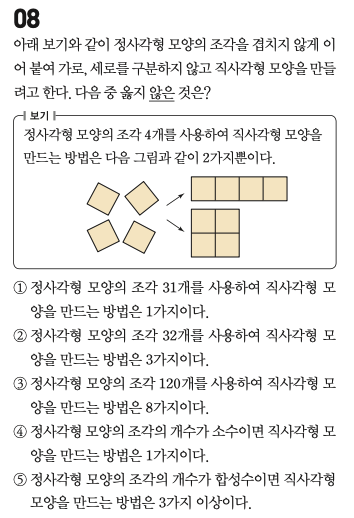 08
아래 보기와 같이 정사각형 모양의 조각을 겹치지 않게 이
어 붙여 가로, 세로를 구분하지 않고 직사각형 모양을 만들
려고 한다. 다음 중 옳지 않은 것은?
보기
정사각형 모양의 조각 4개를 사용하여 직사각형 모양을
만드는 방법은 다음 그림과 같이 2가지뿐이다.
① 정사각형 모양의 조각 31개를 사용하여 직사각형 모
양을 만드는 방법은 1가지이다.
② 정사각형 모양의 조각 32개를 사용하여 직사각형 모
양을 만드는 방법은 3가지이다.
③ 정사각형 모양의 조각 120개를 사용하여 직사각형 모
양을 만드는 방법은 8가지이다.
④ 정사각형 모양의 조각의 개수가 소수이면 직사각형 모
양을 만드는 방법은 1가지이다.
⑤ 정사각형 모양의 조각의 개수가 합성수이면 직사각형
모양을 만드는 방법은 3가지 이상이다.